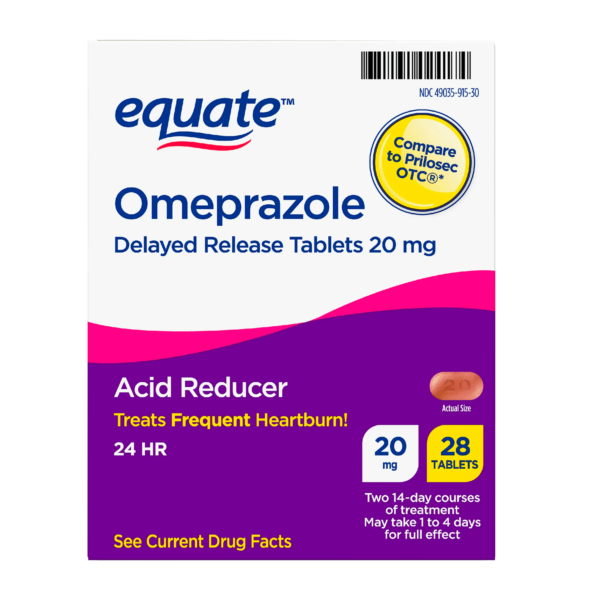 NDC 49035-915-30
equate™
Compare
to Prilosec
OTC®*
Omeprazole
Delayed Release Tablets 20 mg
Acid Reducer
Treats Frequent Heartburn!
24 HR
20
Actual Size
20
mg
28
TABLETS
Two 14-day courses
of treatment
May take 1 to 4 days
for full effect
See Current Drug Facts